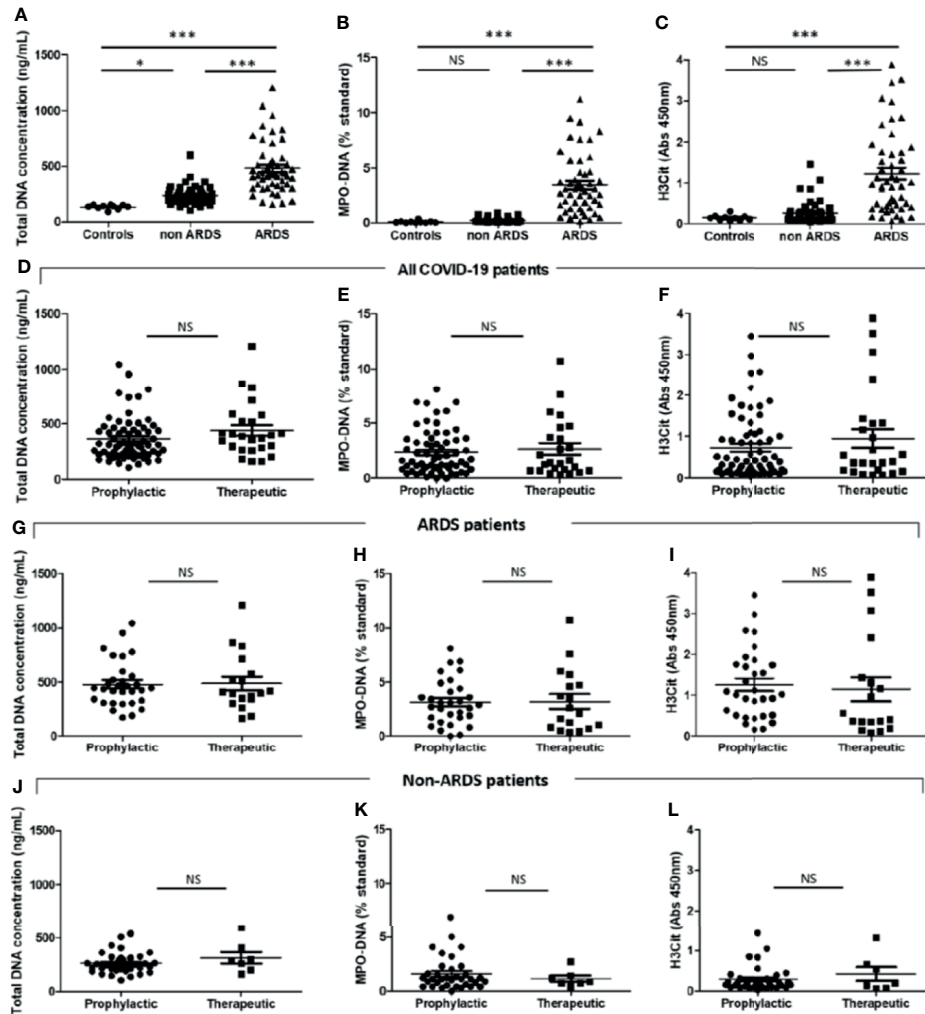 A B C
*** *** ***
* *** NS *** NS ***
Total DNA concentration (ng/mL)
1500
1000
500
0
Controls non ARDS ARDS
MPO-DNA (% standard)
15
10
5
0
Controls non ARDS ARDS
H3Cit (Abs 450nm)
4
3
2
1
0
Controls non ARDS ARDS
All COVID-19 patients
D E F
NS NS NS
Total DNA concentration (ng/mL)
1500
1000
500
0
Prophylactic Therapeutic
MPO-DNA (% standard)
15
10
5
0
Prophylactic Therapeutic
H3Cit (Abs 450nm)
4
3
2
1
0
Prophylactic Therapeutic
ARDS patients
G H I
NS NS NS
Total DNA concentration (ng/mL)
1500
1000
500
0
Prophylactic Therapeutic
MPO-DNA (% standard)
15
10
5
0
Prophylactic Therapeutic
H3Cit (Abs 450nm)
4
3
2
1
0
Prophylactic Therapeutic
Non-ARDS patients
J K L
NS NS NS
Total DNA concentration (ng/mL)
1500
1000
500
0
Prophylactic Therapeutic
MPO-DNA (% standard)
15
10
5
0
Prophylactic Therapeutic
H3Cit (Abs 450nm)
4
3
2
1
0
Prophylactic Therapeutic